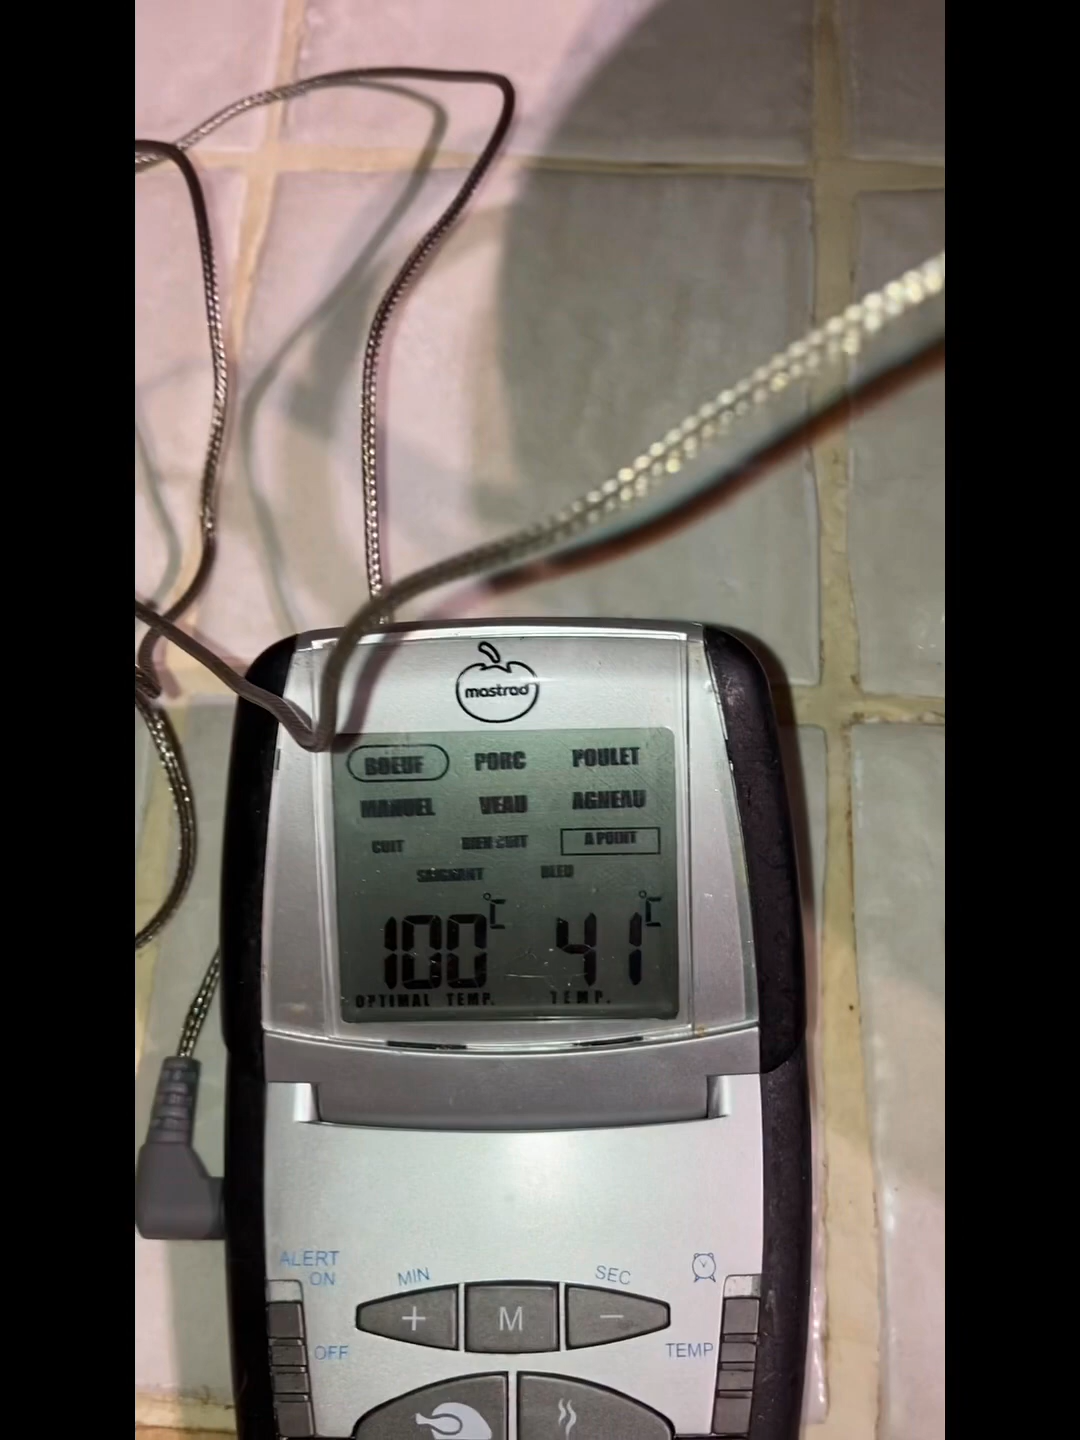 mastrad
BOEUF PORC POULET
MANUEL VEAU AGNEAU
CUIT BIEN CUIT A POINT
SAIGNANT BLEU
100°C 41°C
OPTIMAL TEMP. TEMP.
ALERT
ON MIN SEC
+ M −
OFF TEMP